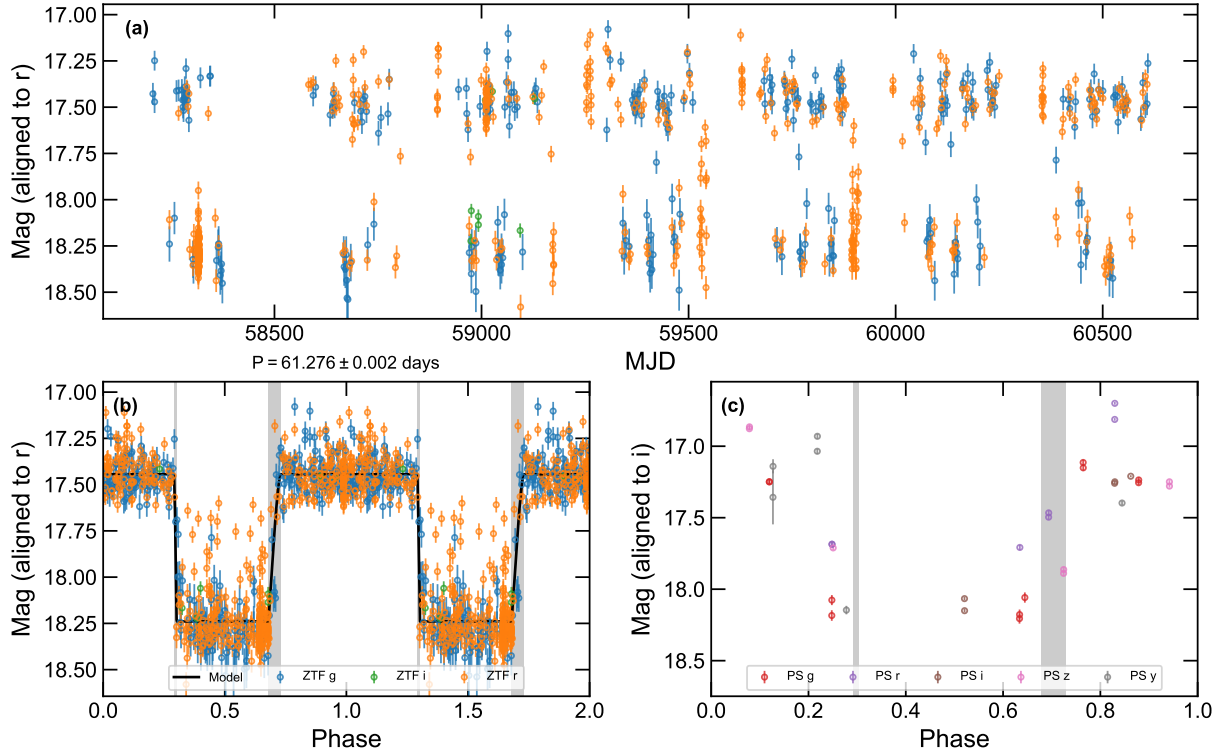 (a)
Mag (aligned to r)
17.00
17.25
17.50
17.75
18.00
18.25
18.50
58500
59000
59500
60000
60500
MJD
P = 61.276 ± 0.002 days
(b)
Mag (aligned to r)
17.00
17.25
17.50
17.75
18.00
18.25
18.50
Model
ZTF g
ZTF i
ZTF r
0.0
0.5
1.0
1.5
2.0
Phase
(c)
Mag (aligned to i)
17.0
17.5
18.0
18.5
PS g
PS r
PS i
PS z
PS y
0.0
0.2
0.4
0.6
0.8
1.0
Phase